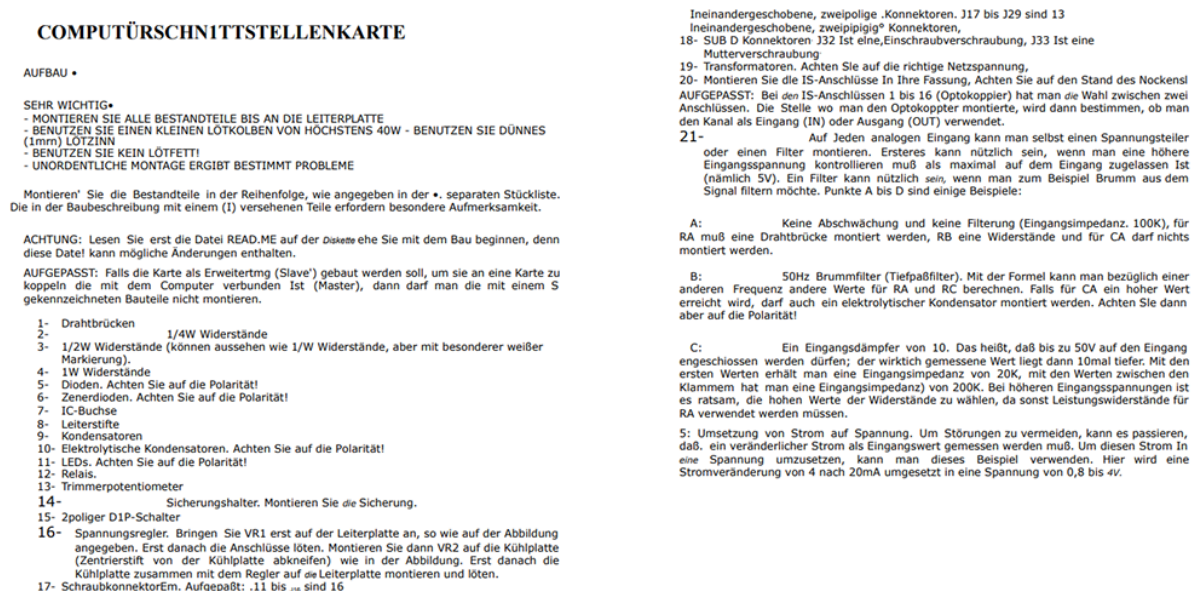 COMPUTÜRSCHN1TTSTELLENKARTE
AUFBAU •
SEHR WICHTIG•
- MONTIEREN SIE ALLE BESTANDTEILE BIS AN DIE LEITERPLATTE
- BENUTZEN SIE EINEN KLEINEN LÖTKOLBEN VON HÖCHSTENS 40W - BENUTZEN SIE DÜNNES
(1mrn) LÖTZINN
- BENUTZEN SIE KEIN LÖTFETT!
- UNORDENTLICHE MONTAGE ERGIBT BESTIMMT PROBLEME
Montieren' Sie die Bestandteile in der Reihenfolge, wie angegeben in der •. separaten Stückliste.
Die in der Baubeschreibung mit einem (I) versehenen Teile erfordern besondere Aufmerksamkeit.
ACHTUNG: Lesen Sie erst die Datei READ.ME auf der Diskette ehe Sie mit dem Bau beginnen, denn
diese Date! kann mögliche Änderungen enthalten.
AUFGEPASST: Falls die Karte als Erweitertmg (Slave') gebaut werden soll, um sie an eine Karte zu
koppeln die mit dem Computer verbunden Ist (Master), dann darf man die mit einem S
gekennzeichneten Bauteile nicht montieren.
1- Drahtbrücken
2- 1/4W Widerstände
3- 1/2W Widerstände (können aussehen wie 1/W Widerstände, aber mit besonderer weißer
Markierung).
4- 1W Widerstände
5- Dioden. Achten Sie auf die Polarität!
6- Zenerdioden. Achten Sie auf die Polarität!
7- IC-Buchse
8- Leiterstifte
9- Kondensatoren
10- Elektrolytische Kondensatoren. Achten Sie auf die Polarität!
11- LEDs. Achten Sie auf die Polarität!
12- Relais.
13- Trimmerpotentiometer
14- Sicherungshalter. Montieren Sie die Sicherung.
15- 2poliger D1P-Schalter
16- Spannungsregler. Bringen Sie VR1 erst auf der Leiterplatte an, so wie auf der Abbildung
angegeben. Erst danach die Anschlüsse löten. Montieren Sie dann VR2 auf die Kühlplatte
(Zentrierstift von der Kühlplatte abkneifen) wie in der Abbildung. Erst danach die
Kühlplatte zusammen mit dem Regler auf die Leiterplatte montieren und löten.
17- SchraubkonnektorEm. Aufgepaßt: .11 bis sind 16
Ineinandergeschobene, zweipolige .Konnektoren. J17 bis J29 sind 13
Ineinandergeschobene, zweipipigig° Konnektoren,
18- SUB D Konnektoren J32 Ist elne,Einschraubverschraubung, J33 Ist eine
Mutterverschraubung
19- Transformatoren. Achten Sle auf die richtige Netzspannung,
20- Montieren Sie dle IS-Anschlüsse In Ihre Fassung, Achten Sie auf den Stand des Nockensl
AUFGEPASST: Bei den IS-Anschlüssen 1 bis 16 (Optokoppier) hat man die Wahl zwischen zwei
Anschlüssen. Die Stelle wo man den Optokoppter montierte, wird dann bestimmen, ob man
den Kanal als Eingang (IN) oder Ausgang (OUT) verwendet.
21- Auf Jeden analogen Eingang kann man selbst einen Spannungsteiler
oder einen Filter montieren. Ersteres kann nützlich sein, wenn man eine höhere
Eingangsspannung kontrollieren muß als maximal auf dem Eingang zugelassen Ist
(nämlich 5V). Ein Filter kann nützlich sein, wenn man zum Beispiel Brumm aus dem
Signal filtern möchte. Punkte A bis D sind einige Beispiele:
A: Keine Abschwächung und keine Filterung (Eingangsimpedanz. 100K), für
RA muß eine Drahtbrücke montiert werden, RB eine Widerstände und für CA darf nichts
montiert werden.
B: 50Hz Brummfilter (Tiefpaßfilter). Mit der Formel kann man bezüglich einer
anderen Frequenz andere Werte für RA und RC berechnen. Falls für CA ein hoher Wert
erreicht wird, darf auch ein elektrolytischer Kondensator montiert werden. Achten SIe dann
aber auf die Polarität!
C: Ein Eingangsdämpfer von 10. Das heißt, daß bis zu 50V auf den Eingang
engeschiossen werden dürfen; der wirktich gemessene Wert liegt dann 10mal tiefer. Mit den
ersten Werten erhält man eine Eingangsimpedanz von 20K, mit den Werten zwischen den
Klammem hat man eine Eingangsimpedanz) von 200K. Bei höheren Eingangsspannungen ist
es ratsam, die hohen Werte der Widerstände zu wählen, da sonst Leistungswiderstände für
RA verwendet werden müssen.
5: Umsetzung von Strom auf Spannung. Um Störungen zu vermeiden, kann es passieren,
daß. ein veränderlicher Strom als Eingangswert gemessen werden muß. Um diesen Strom In
eine Spannung umzusetzen, kann man dieses Beispiel verwenden. Hier wird eine
Stromveränderung von 4 nach 20mA umgesetzt in eine Spannung von 0,8 bis 4V.